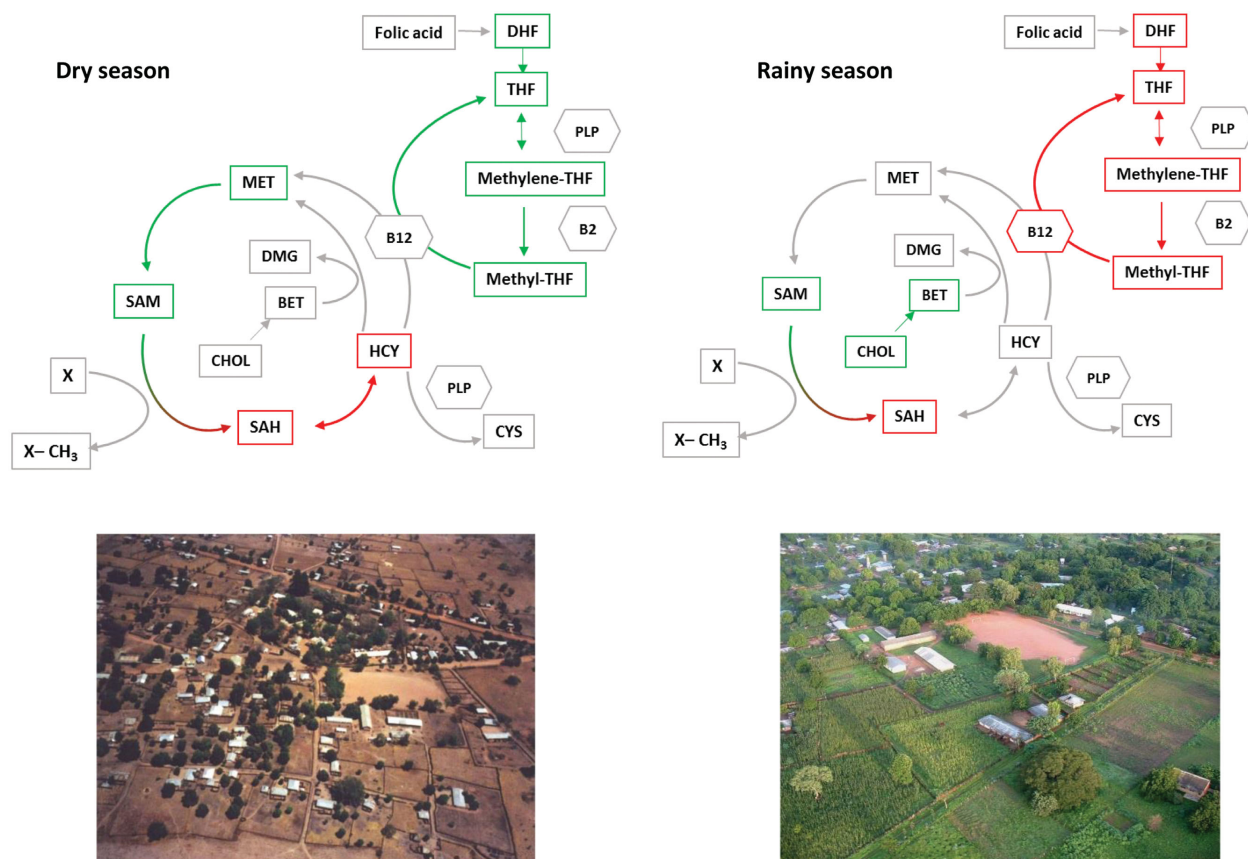 Dry season
Folic acid
DHF
THF
PLP
Methylene-THF
MET
B12
B2
DMG
Methyl-THF
SAM
BET
CHOL
HCY
X
PLP
SAH
CYS
X– CH₃
Rainy season
Folic acid
DHF
THF
PLP
Methylene-THF
MET
B12
B2
DMG
Methyl-THF
SAM
BET
CHOL
HCY
X
PLP
SAH
CYS
X– CH₃